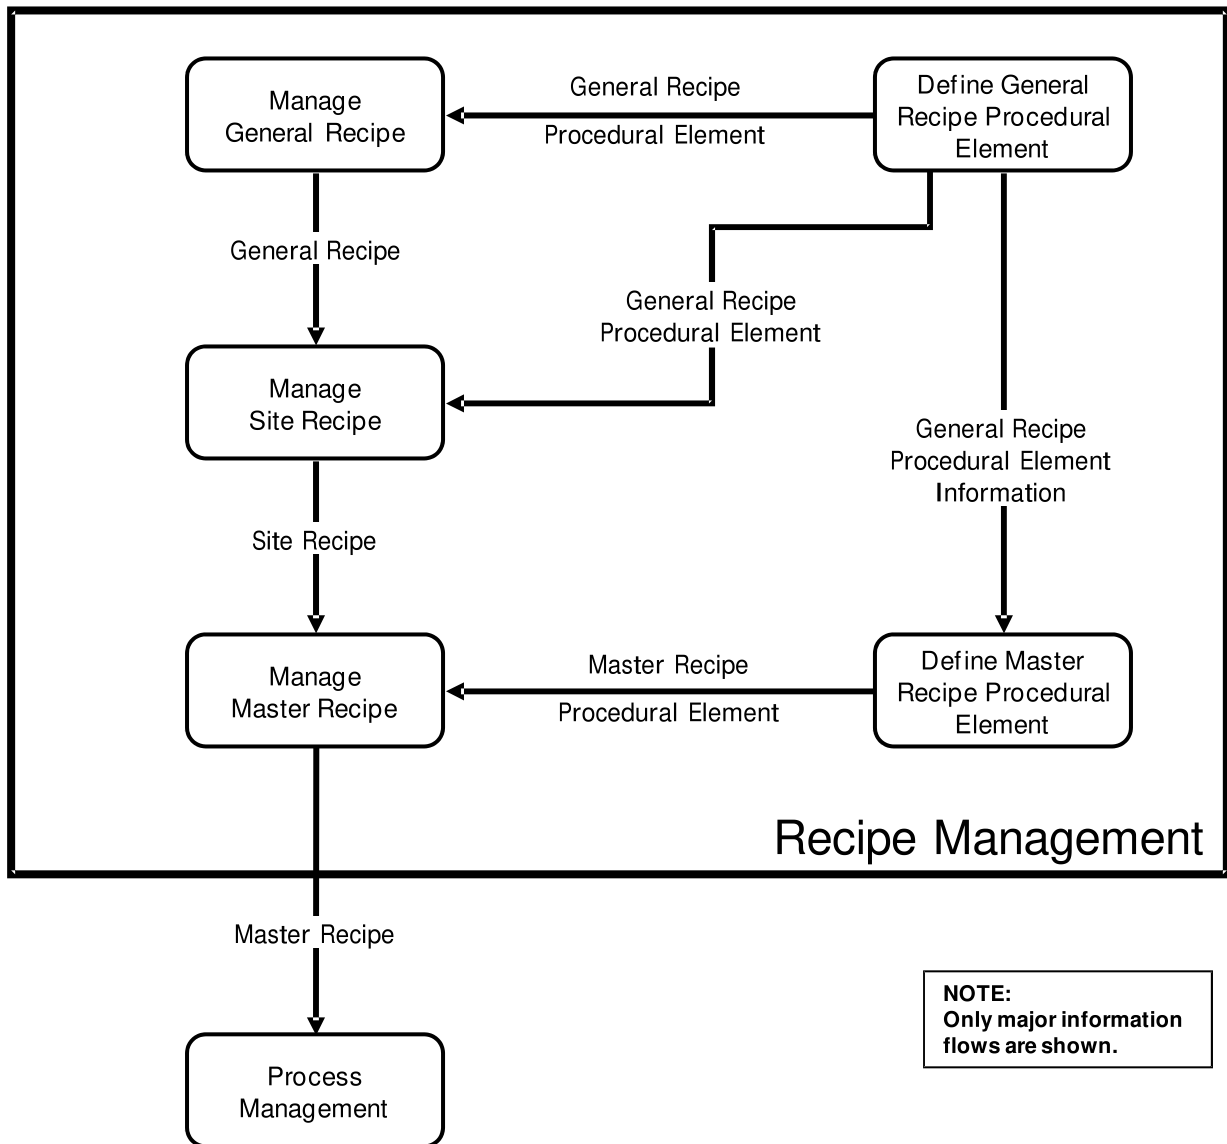 Manage
General Recipe
General Recipe
Procedural Element
Define General
Recipe Procedural
Element
General Recipe
General Recipe
Procedural Element
Manage
Site Recipe
General Recipe
Procedural Element
Information
Site Recipe
Manage
Master Recipe
Master Recipe
Procedural Element
Define Master
Recipe Procedural
Element
Recipe Management
Master Recipe
NOTE:
Only major information
flows are shown.
Process
Management